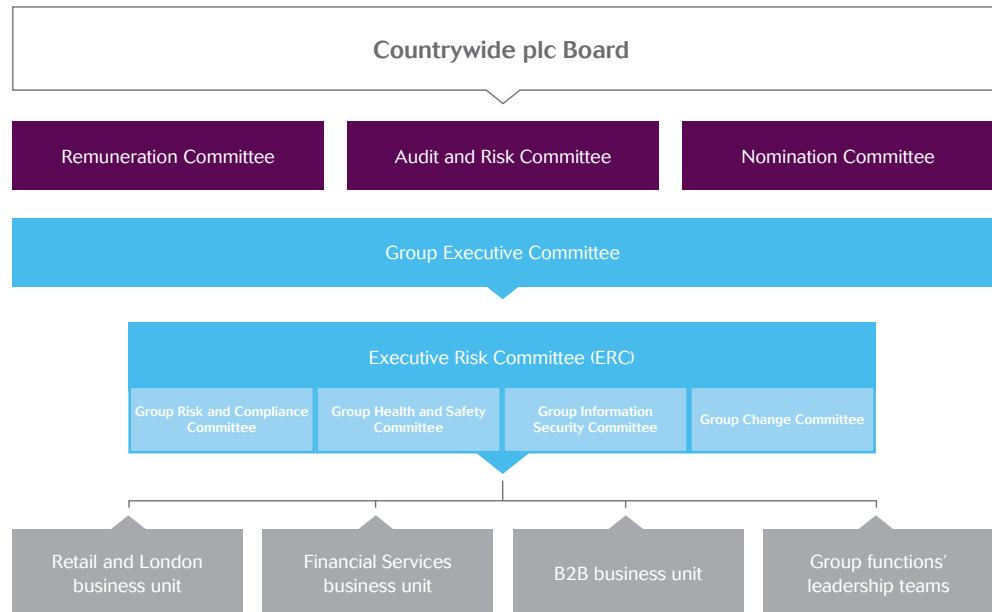 Countrywide plc Board
Remuneration Committee
Audit and Risk Committee
Nomination Committee
Group Executive Committee
Executive Risk Committee (ERC)
Group Risk and Compliance
Committee
Group Health and Safety
Committee
Group Information
Security Committee
Group Change Committee
Retail and London
business unit
Financial Services
business unit
B2B business unit
Group functions'
leadership teams